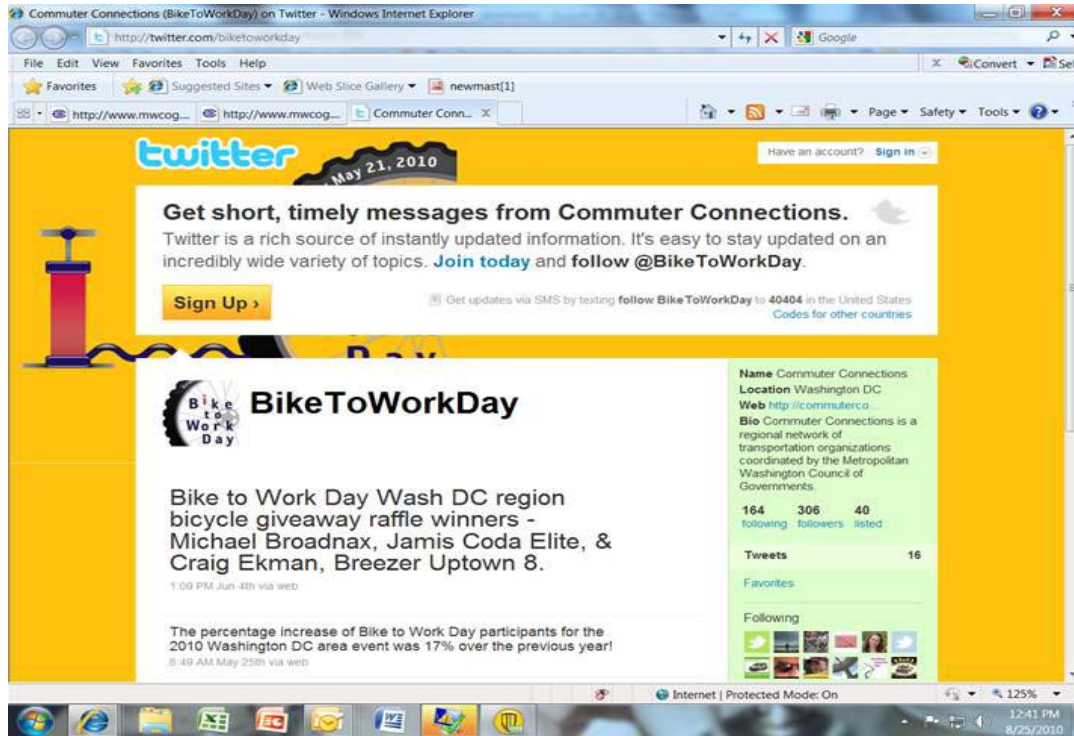 Commuter Connections (BikeToWorkDay) on Twitter - Windows Internet Explorer
http://twitter.com/biketoworkday
Google
File Edit View Favorites Tools Help
x Convert
Favorites Suggested Sites Web Slice Gallery newmast[1]
http://www.mwcog... http://www.mwcog... Commuter Conn... X
Page Safety Tools
twitter
May 21, 2010
Have an account? Sign in
Get short, timely messages from Commuter Connections.
Twitter is a rich source of instantly updated information. It's easy to stay updated on an
incredibly wide variety of topics. Join today and follow @BikeToWorkDay.
Sign Up ›
Get updates via SMS by texting follow BikeToWorkDay to 40404 in the United States
Codes for other countries
Day
Bike
to
Work
Day
BikeToWorkDay
Bike to Work Day Wash DC region
bicycle giveaway raffle winners -
Michael Broadnax, Jamis Coda Elite, &
Craig Ekman, Breezer Uptown 8.
1:09 PM Jun 4th via web
The percentage increase of Bike to Work Day participants for the
2010 Washington DC area event was 17% over the previous year!
8:49 AM May 25th via web
Name Commuter Connections
Location Washington DC
Web http://commuterco...
Bio Commuter Connections is a
regional network of
transportation organizations
coordinated by the Metropolitan
Washington Council of
Governments.
164 306 40
following followers listed
Tweets 16
Favorites
Following
Internet | Protected Mode: On
125%
12:41 PM
8/25/2010